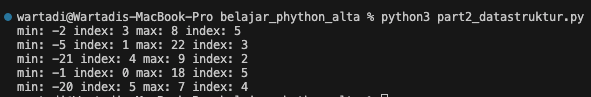 wartadi@Wartadis-MacBook-Pro belajar_phython_alta % python3 part2_datastruktur.py
min: -2 index: 3 max: 8 index: 5
min: -5 index: 1 max: 22 index: 3
min: -21 index: 4 max: 9 index: 2
min: -1 index: 0 max: 18 index: 5
min: -20 index: 5 max: 7 index: 4